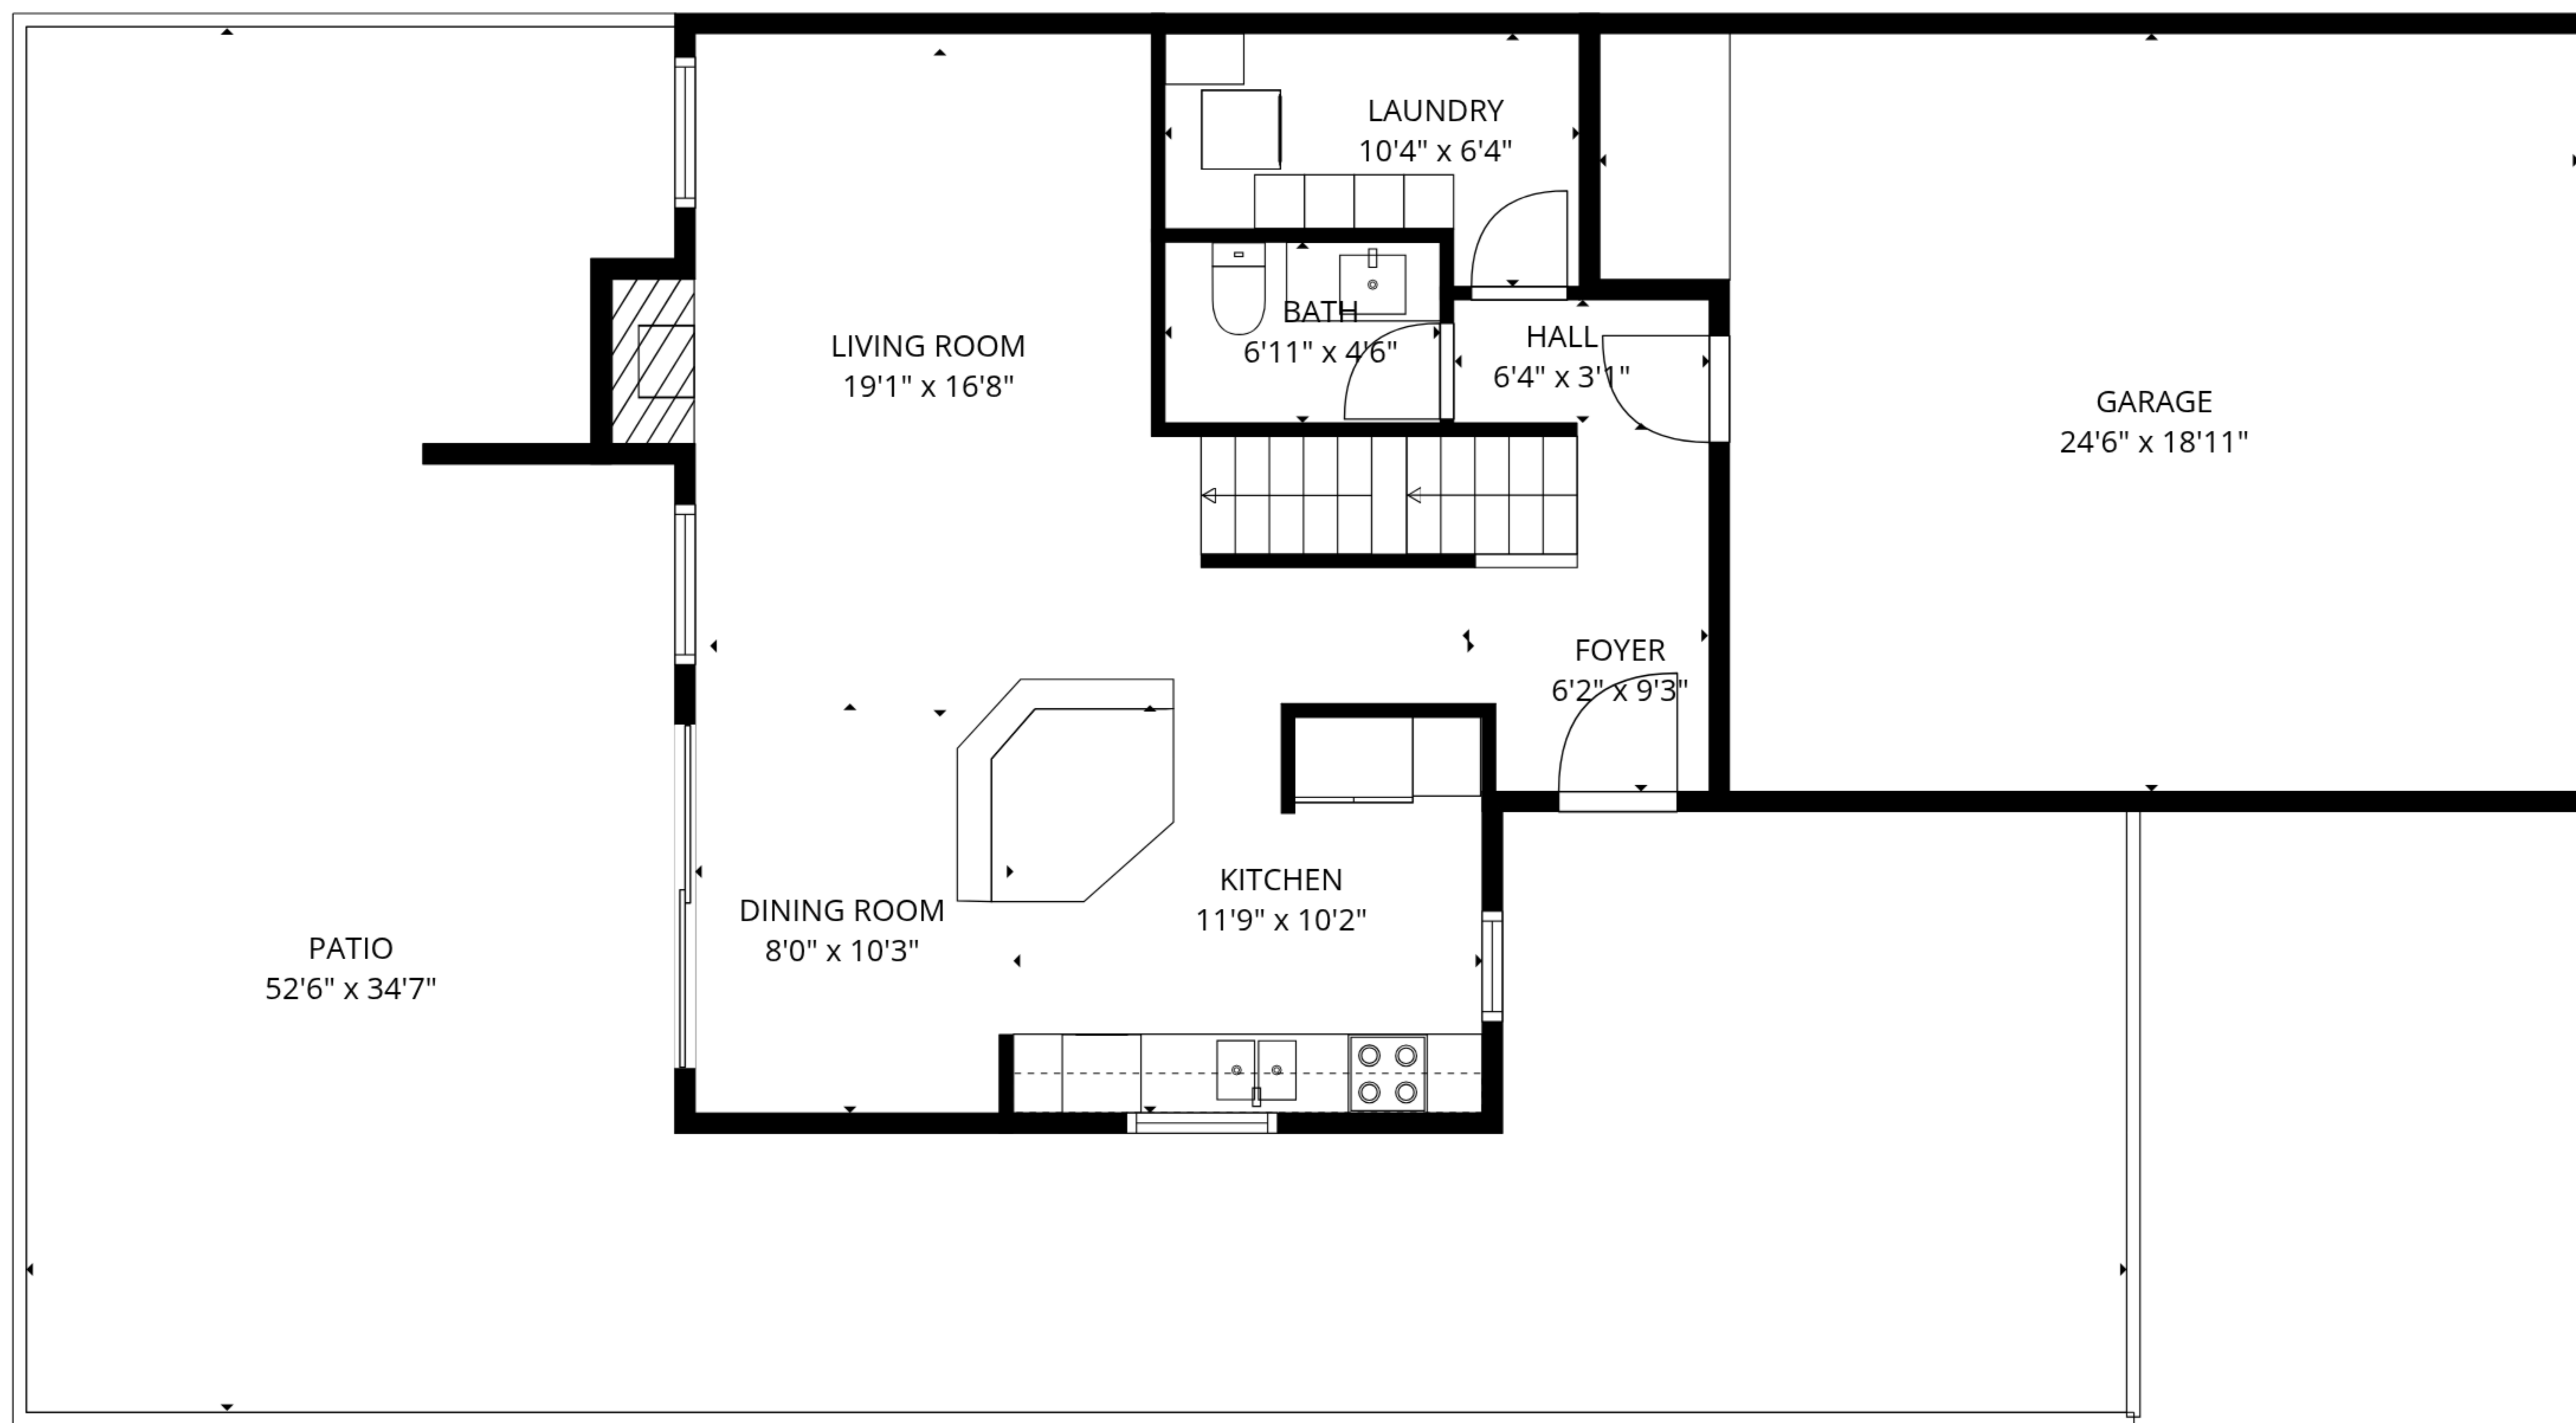 LAUNDRY
10'4" x 6'4"
BATH
6'11" x 4'6"
HALL
6'4" x 3'1"
LIVING ROOM
19'1" x 16'8"
GARAGE
24'6" x 18'11"
FOYER
6'2" x 9'3"
KITCHEN
11'9" x 10'2"
DINING ROOM
8'0" x 10'3"
PATIO
52'6" x 34'7"